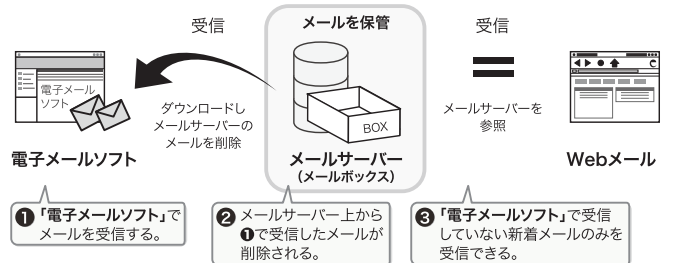 受信
メールを保管
受信
電子メール
ソフト
ダウンロードし
メールサーバーの
メールを削除
BOX
メールサーバーを
参照
電子メールソフト
メールサーバー
（メールボックス）
Webメール
❶「電子メールソフト」で
メールを受信する。
❷メールサーバー上から
❶で受信したメールが
削除される。
❸「電子メールソフト」で受信
していない新着メールのみを
受信できる。